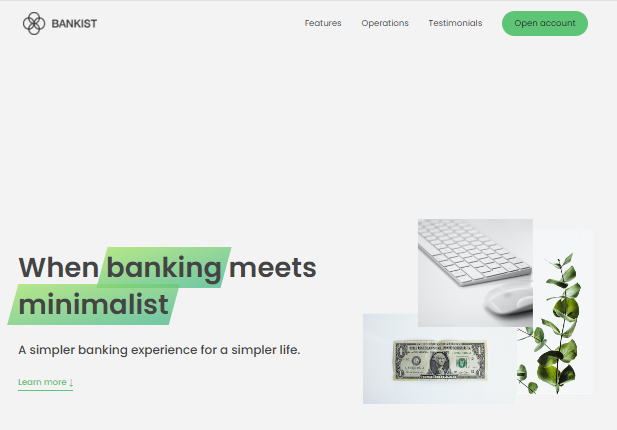 BANKIST
Features Operations Testimonials Open account
When banking meets
minimalist
A simpler banking experience for a simpler life.
Learn more ↓